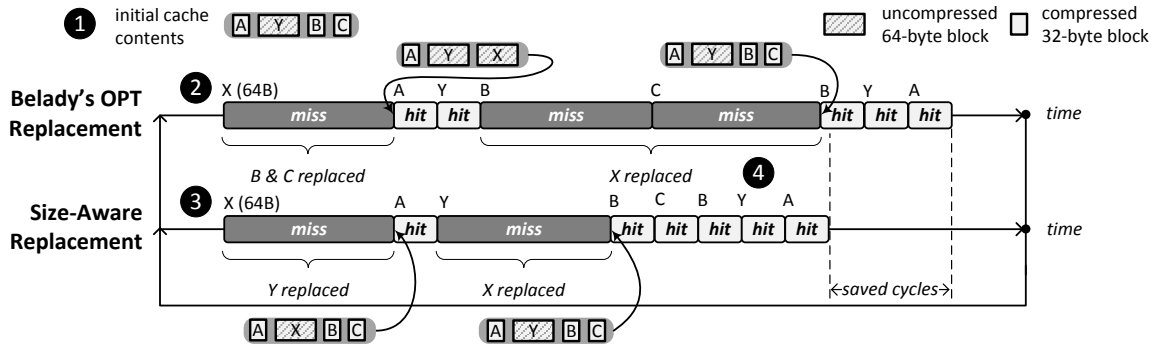 1 initial cache contents A Y B C
uncompressed 64-byte block
compressed 32-byte block
A Y X
A Y B C
Belady's OPT Replacement
2 X (64B) A Y B C B Y A
miss hit hit miss miss hit hit hit time
B & C replaced X replaced
4
Size-Aware Replacement
3 X (64B) A Y B C B Y A
miss hit miss hit hit hit hit hit time
Y replaced X replaced saved cycles
A X B C A Y B C